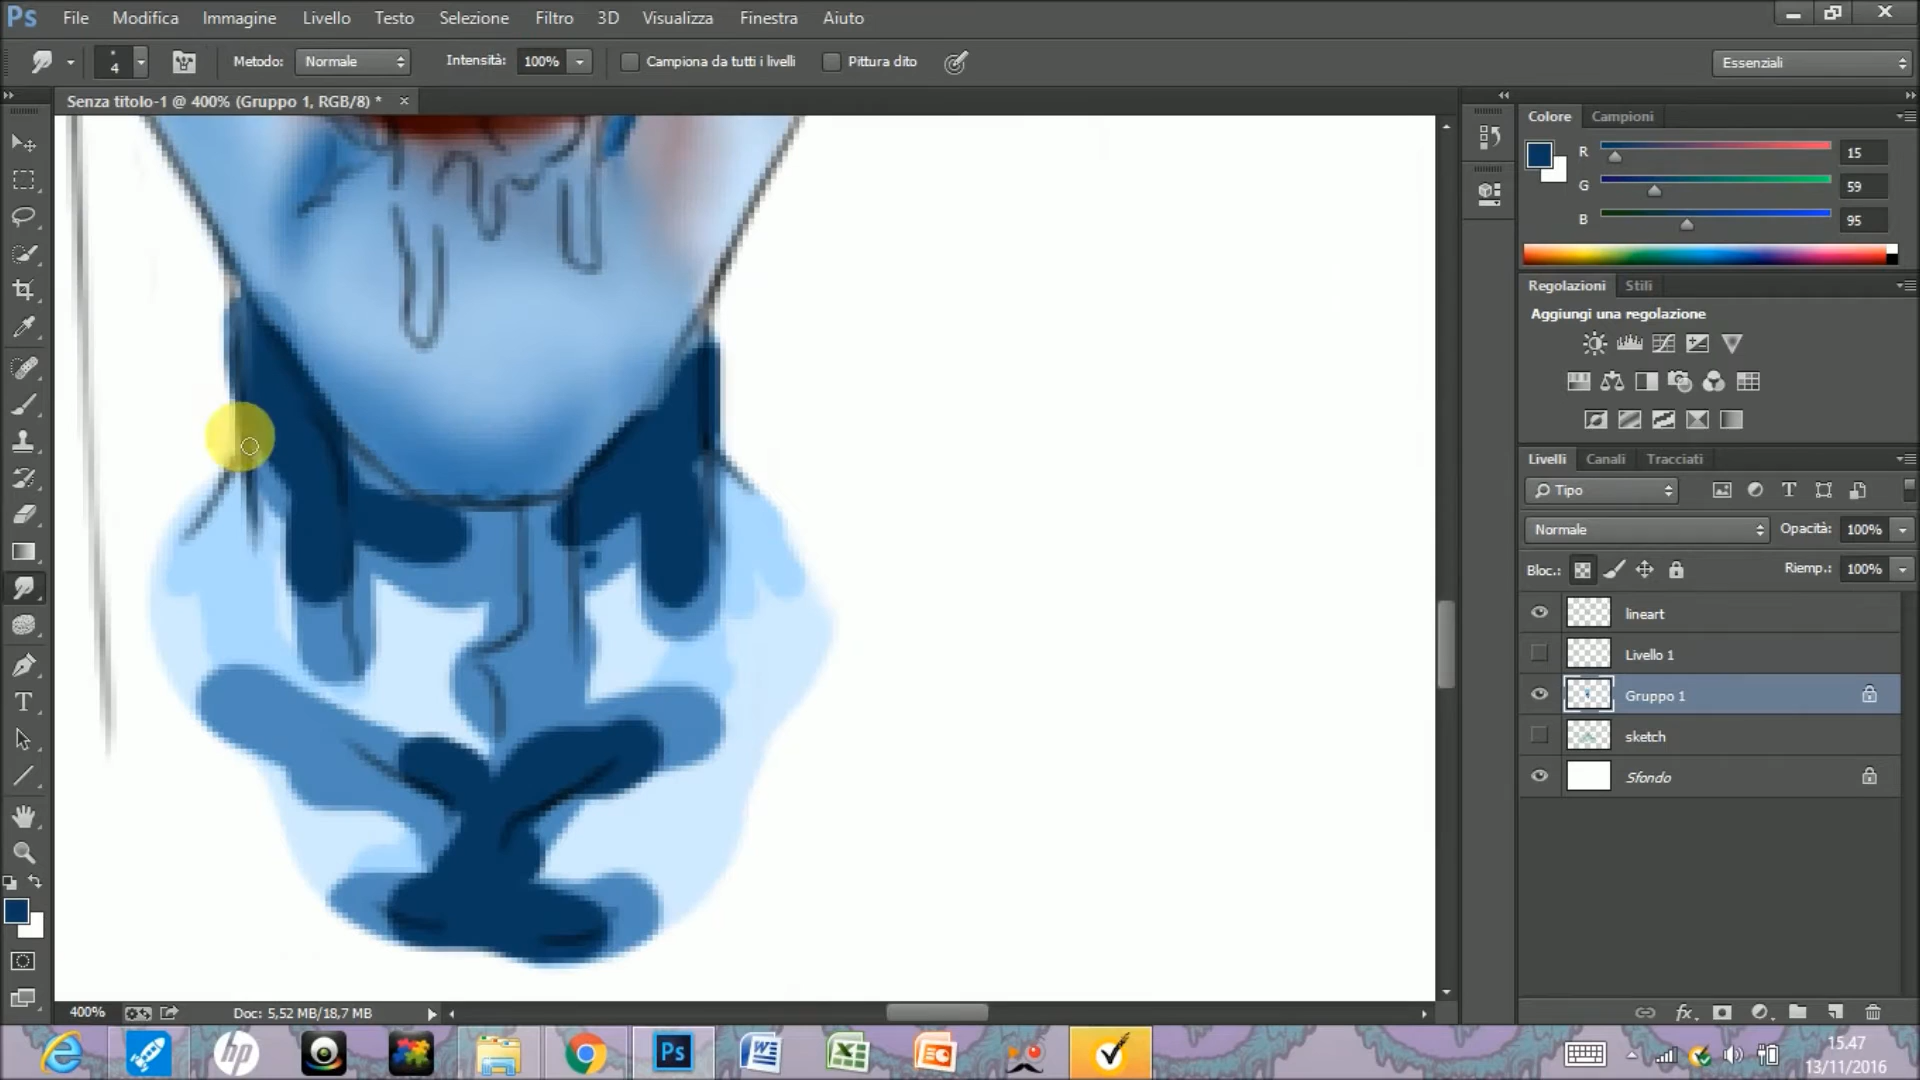 Ps File Modifica Immagine Livello Testo Selezione Filtro 3D Visualizza Finestra Aiuto
4 Metodo: Normale Intensità: 100% Campiona da tutti i livelli Pittura dito Essenziali
Senza titolo-1 @ 400% (Gruppo 1, RGB/8) *
Colore Campioni
R 15
G 59
B 95
Regolazioni Stili
Aggiungi una regolazione
Livelli Canali Tracciati
Tipo
Normale Opacità: 100%
Bloc.: Riemp.: 100%
lineart
Livello 1
Gruppo 1
sketch
Sfondo
400% Doc: 5,52 MB/18,7 MB
hp Ps
15.47
13/11/2016